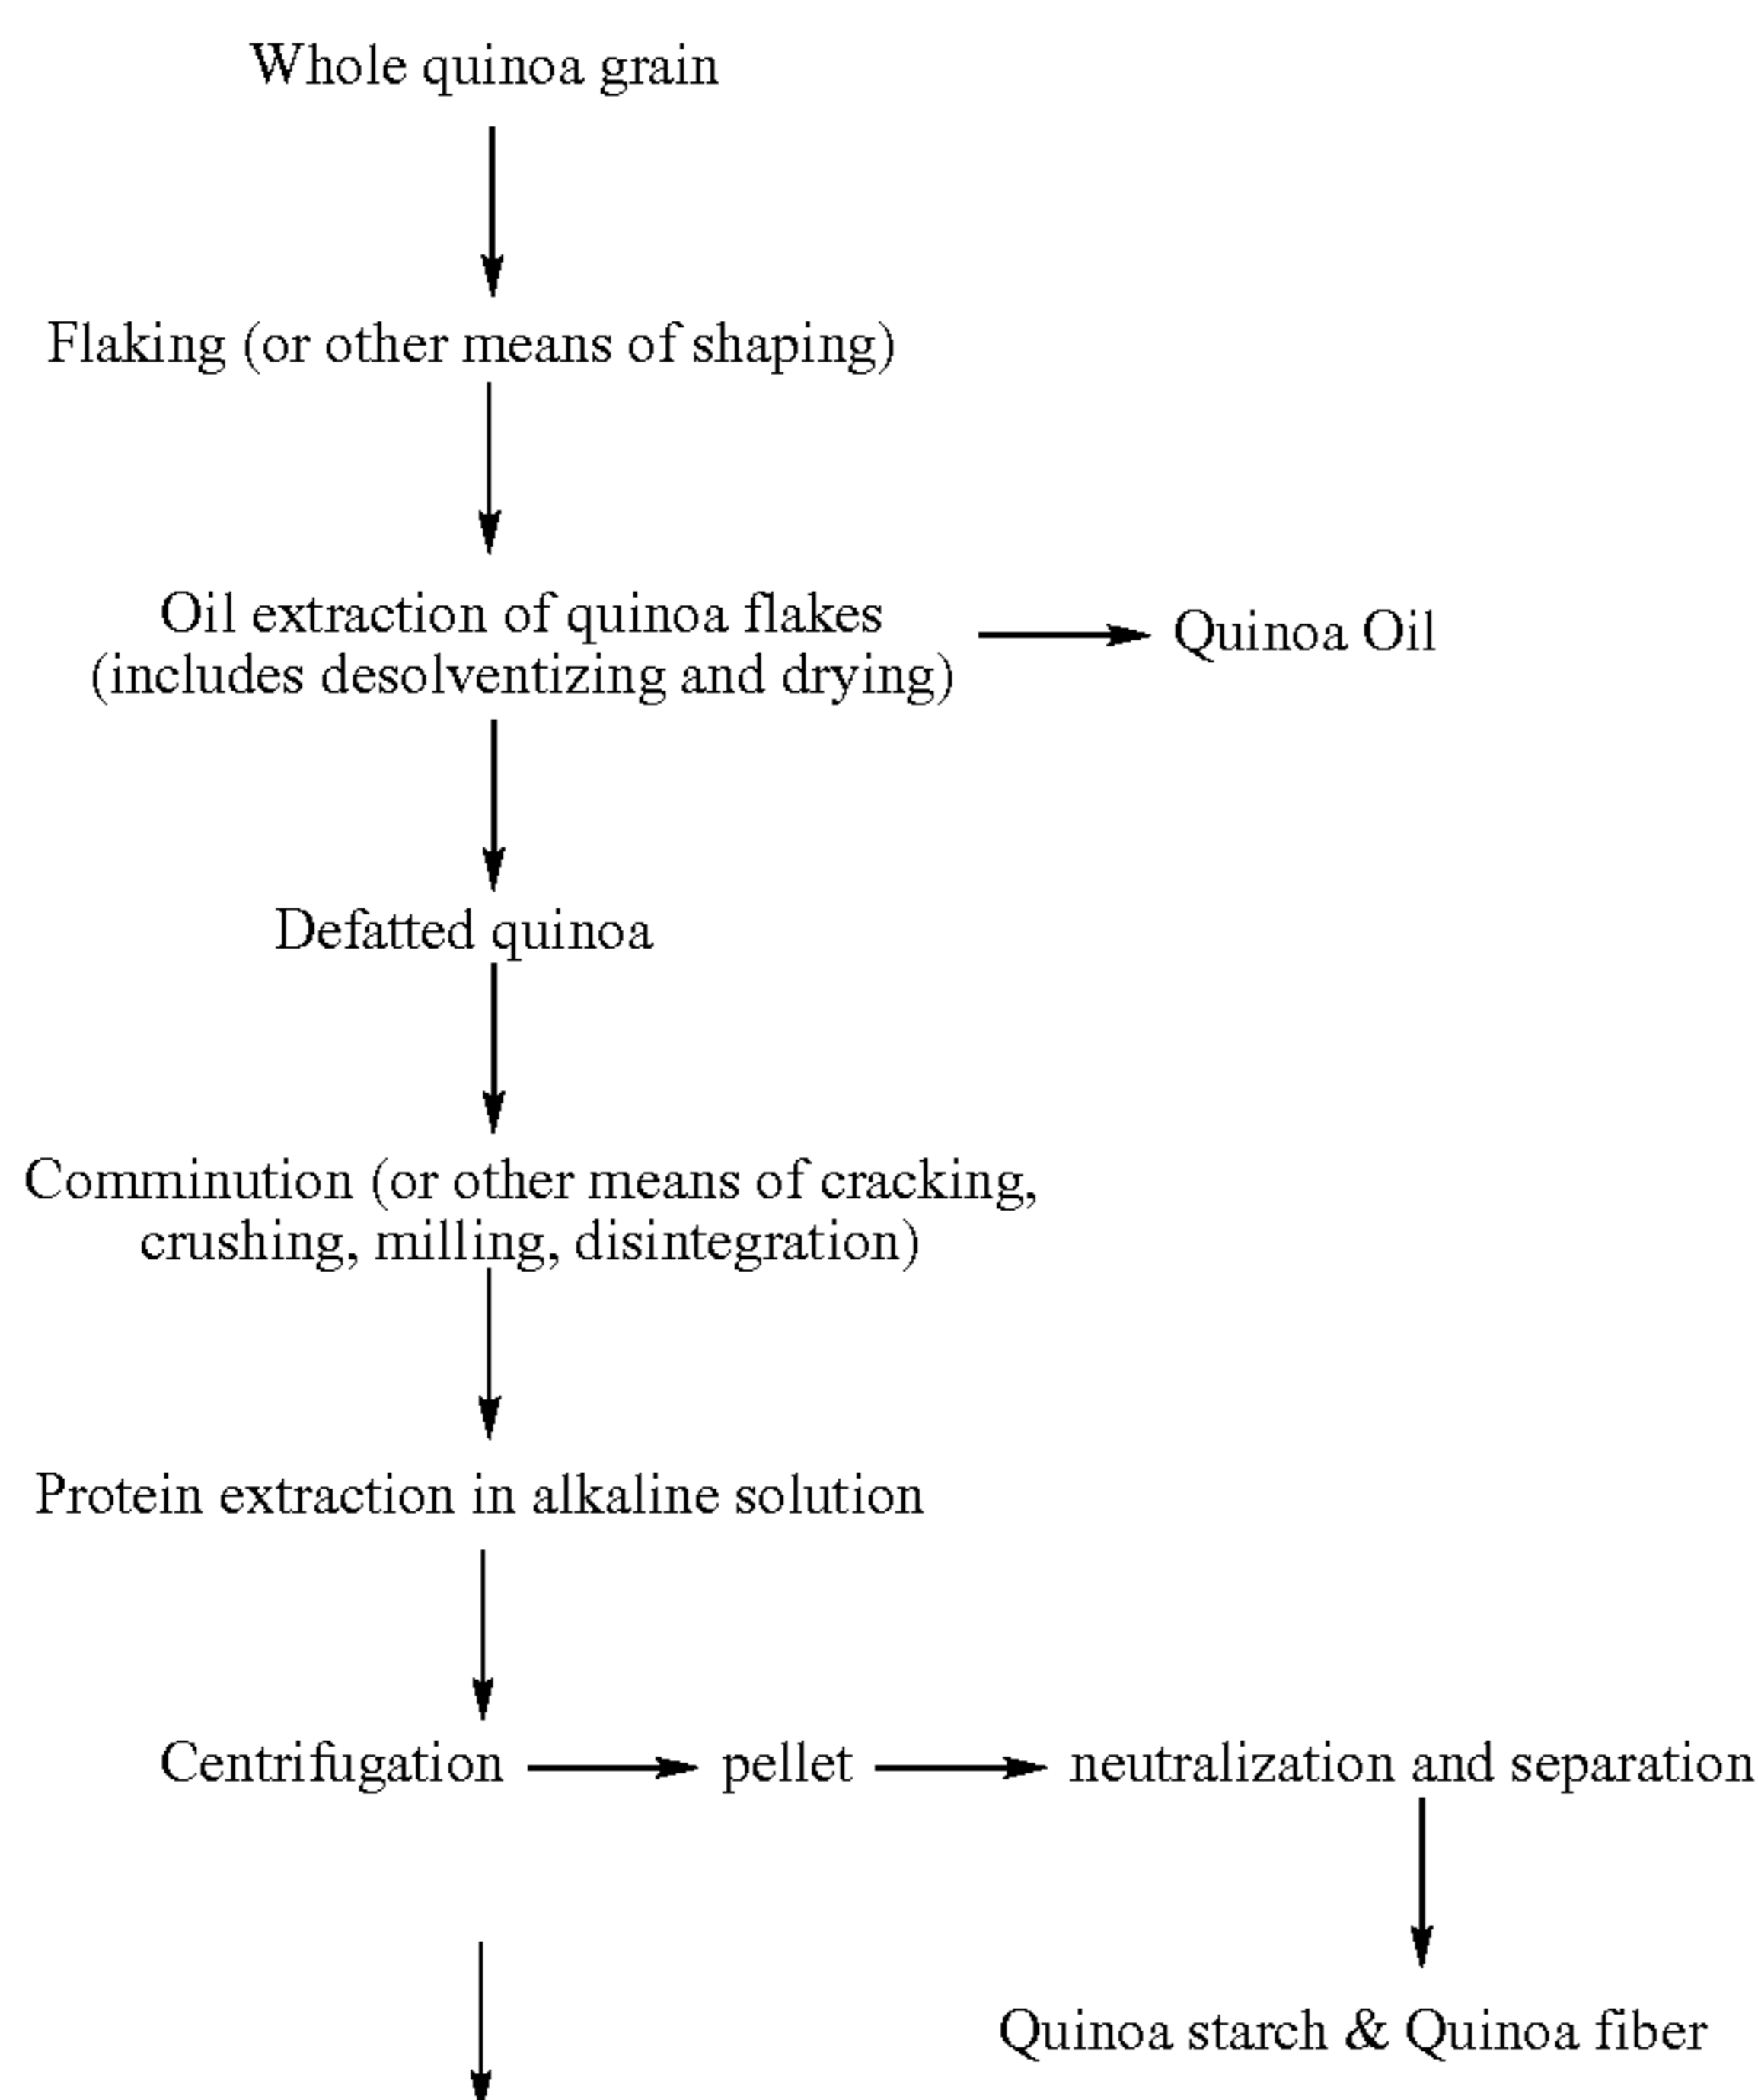 Whole quinoa grain
Flaking (or other means of shaping)
Oil extraction of quinoa flakes
(includes desolventizing and drying)
Quinoa Oil
Defatted quinoa
Comminution (or other means of cracking,
crushing, milling, disintegration)
Protein extraction in alkaline solution
Centrifugation
pellet
neutralization and separation
Quinoa starch & Quinoa fiber